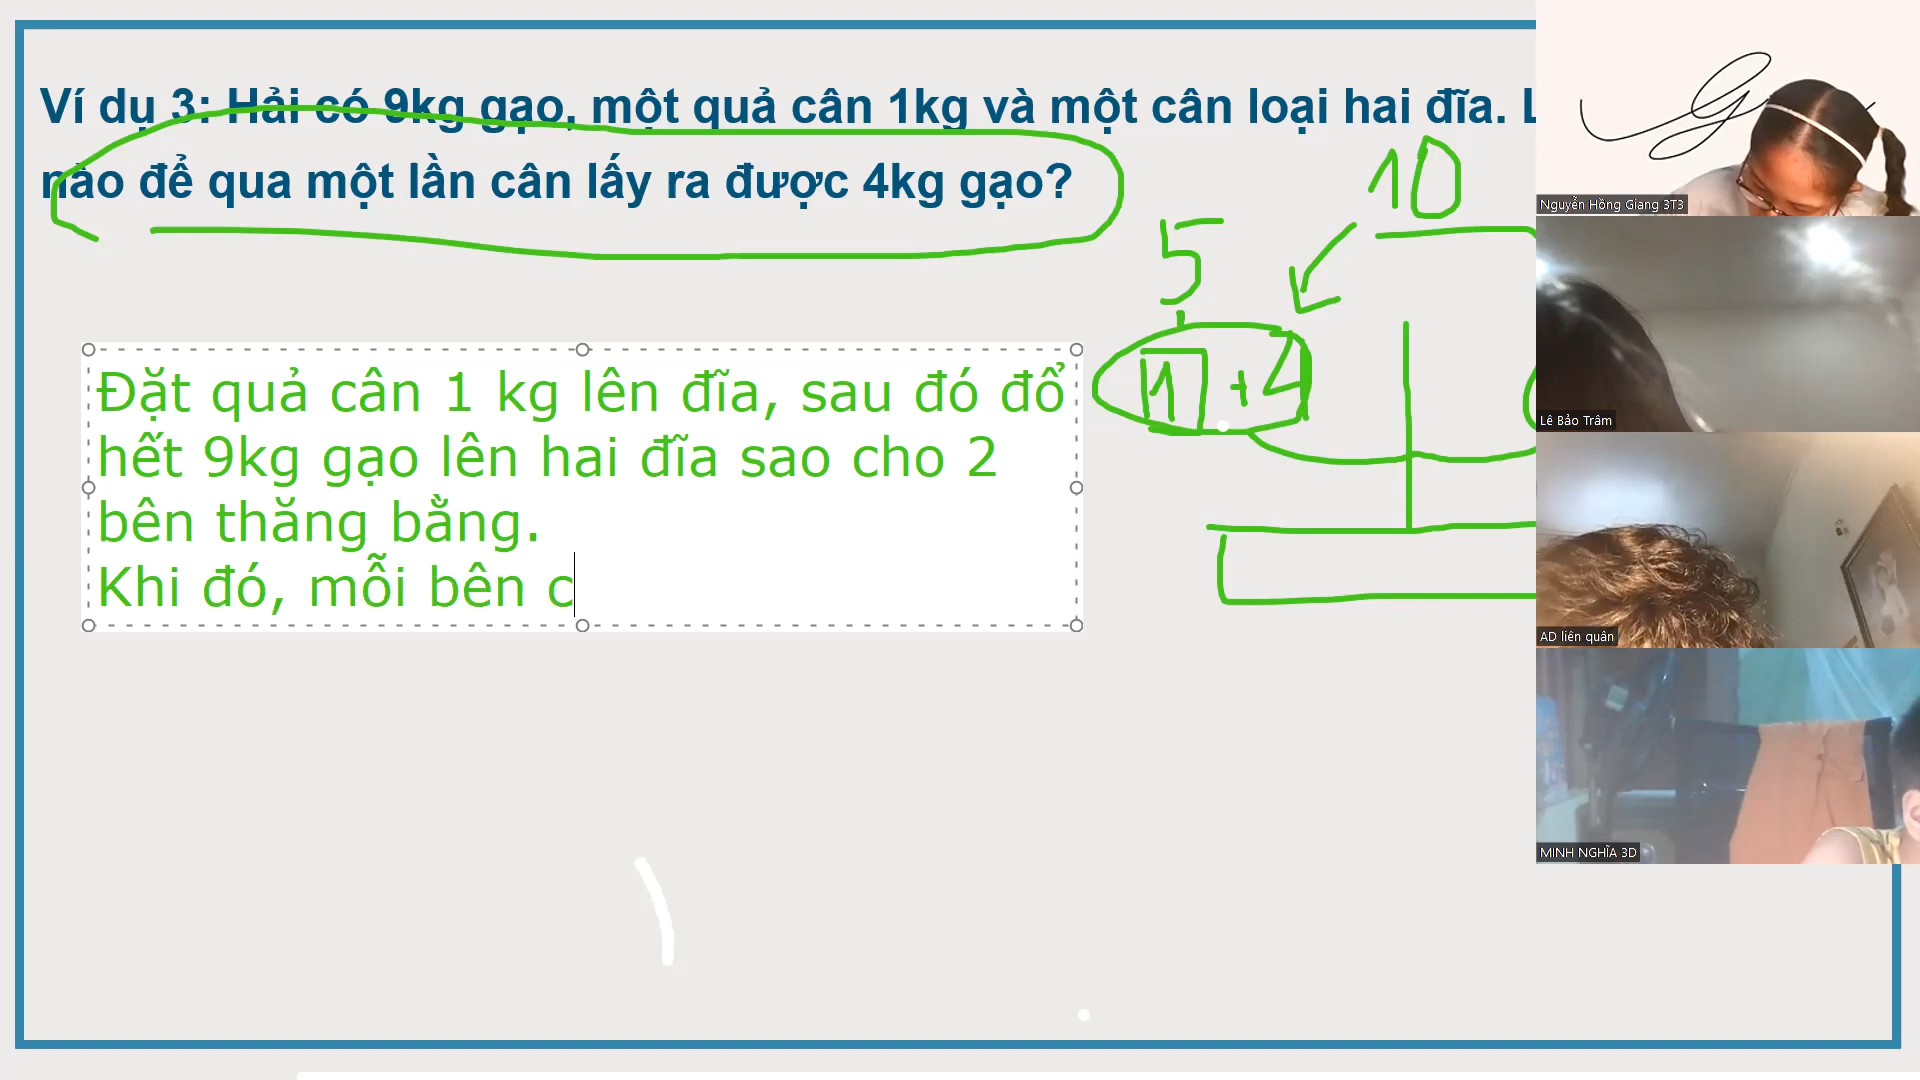 Ví dụ 3: Hải có 9kg gạo, một quả cân 1kg và một cân loại hai đĩa.
nào để qua một lần cân lấy ra được 4kg gạo?
10
5
1 + 4
Đặt quả cân 1 kg lên đĩa, sau đó đổ
hết 9kg gạo lên hai đĩa sao cho 2
bên thăng bằng.
Khi đó, mỗi bên c
Nguyễn Hồng Giang 3T3
Lê Bảo Trâm
AD liên quân
MINH NGHĨA 3D